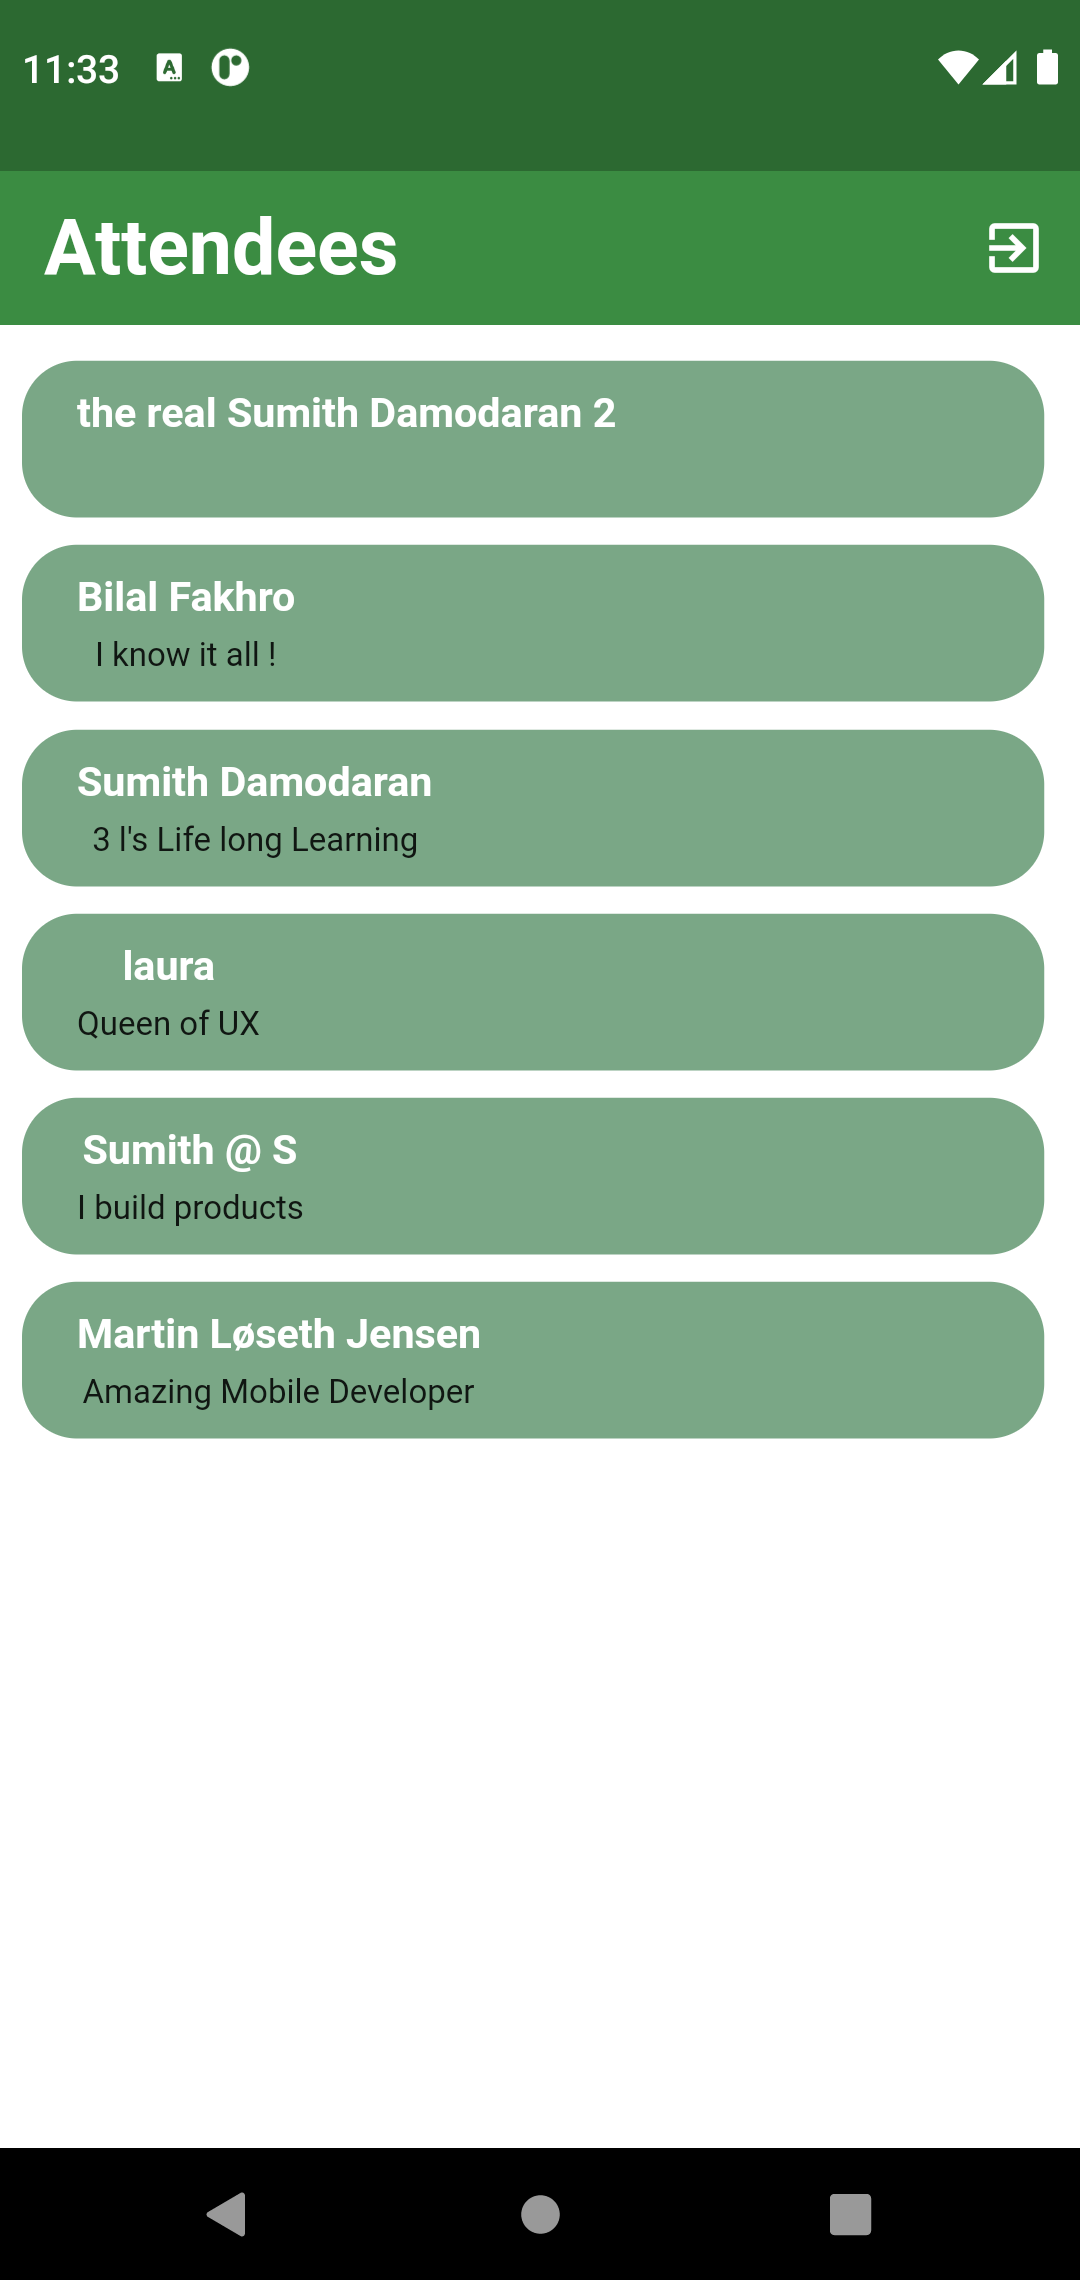 11:33
Attendees
the real Sumith Damodaran 2
Bilal Fakhro
I know it all !
Sumith Damodaran
3 l's Life long Learning
laura
Queen of UX
Sumith @ S
I build products
Martin Løseth Jensen
Amazing Mobile Developer